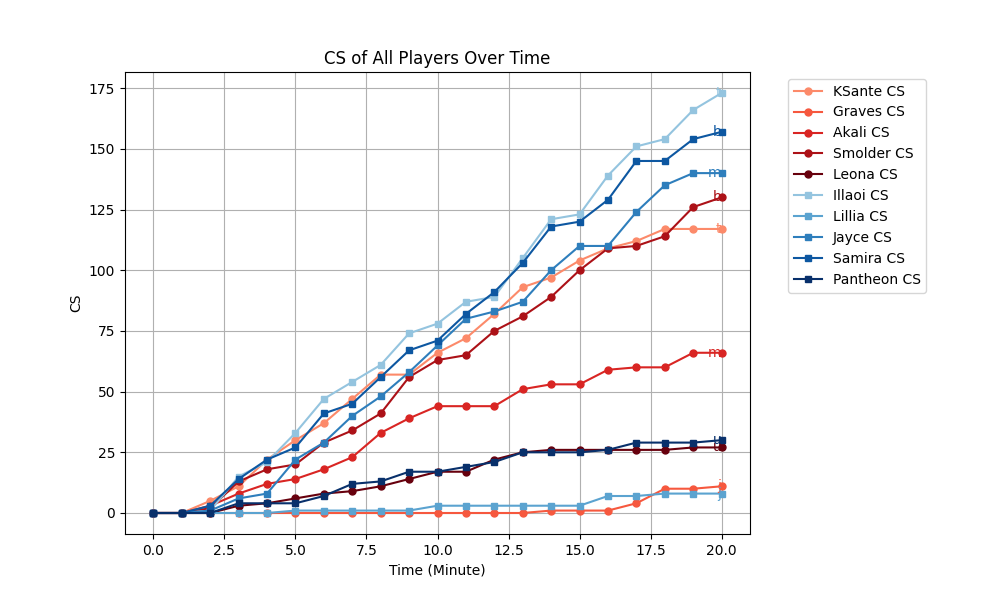 CS of All Players Over Time
KSante CS
Graves CS
Akali CS
Smolder CS
Leona CS
Illaoi CS
Lillia CS
Jayce CS
Samira CS
Pantheon CS
175
150
125
100
75
50
25
0
CS
b
m
b
t
m
j
0.0
2.5
5.0
7.5
10.0
12.5
15.0
17.5
20.0
Time (Minute)